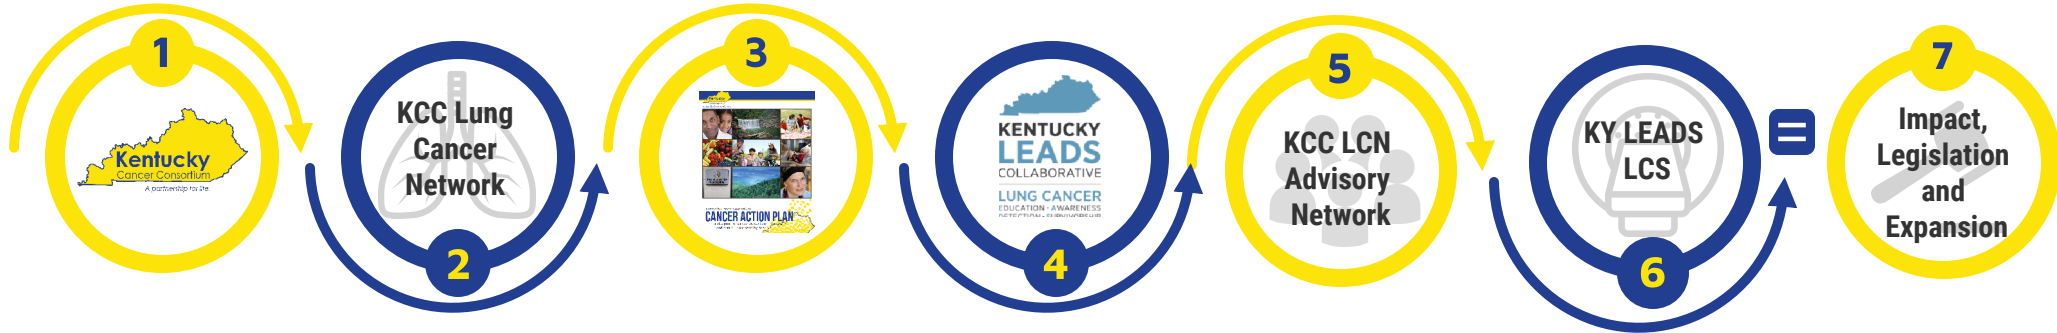 1
Kentucky
Cancer Consortium
A partnership for life.
KCC Lung
Cancer
Network
2
3
CANCER ACTION PLAN
KENTUCKY
LEADS
COLLABORATIVE
LUNG CANCER
EDUCATION • AWARENESS
DETECTION • SURVIVORSHIP
4
5
KCC LCN
Advisory
Network
KY LEADS
LCS
6
=
7
Impact,
Legislation
and
Expansion